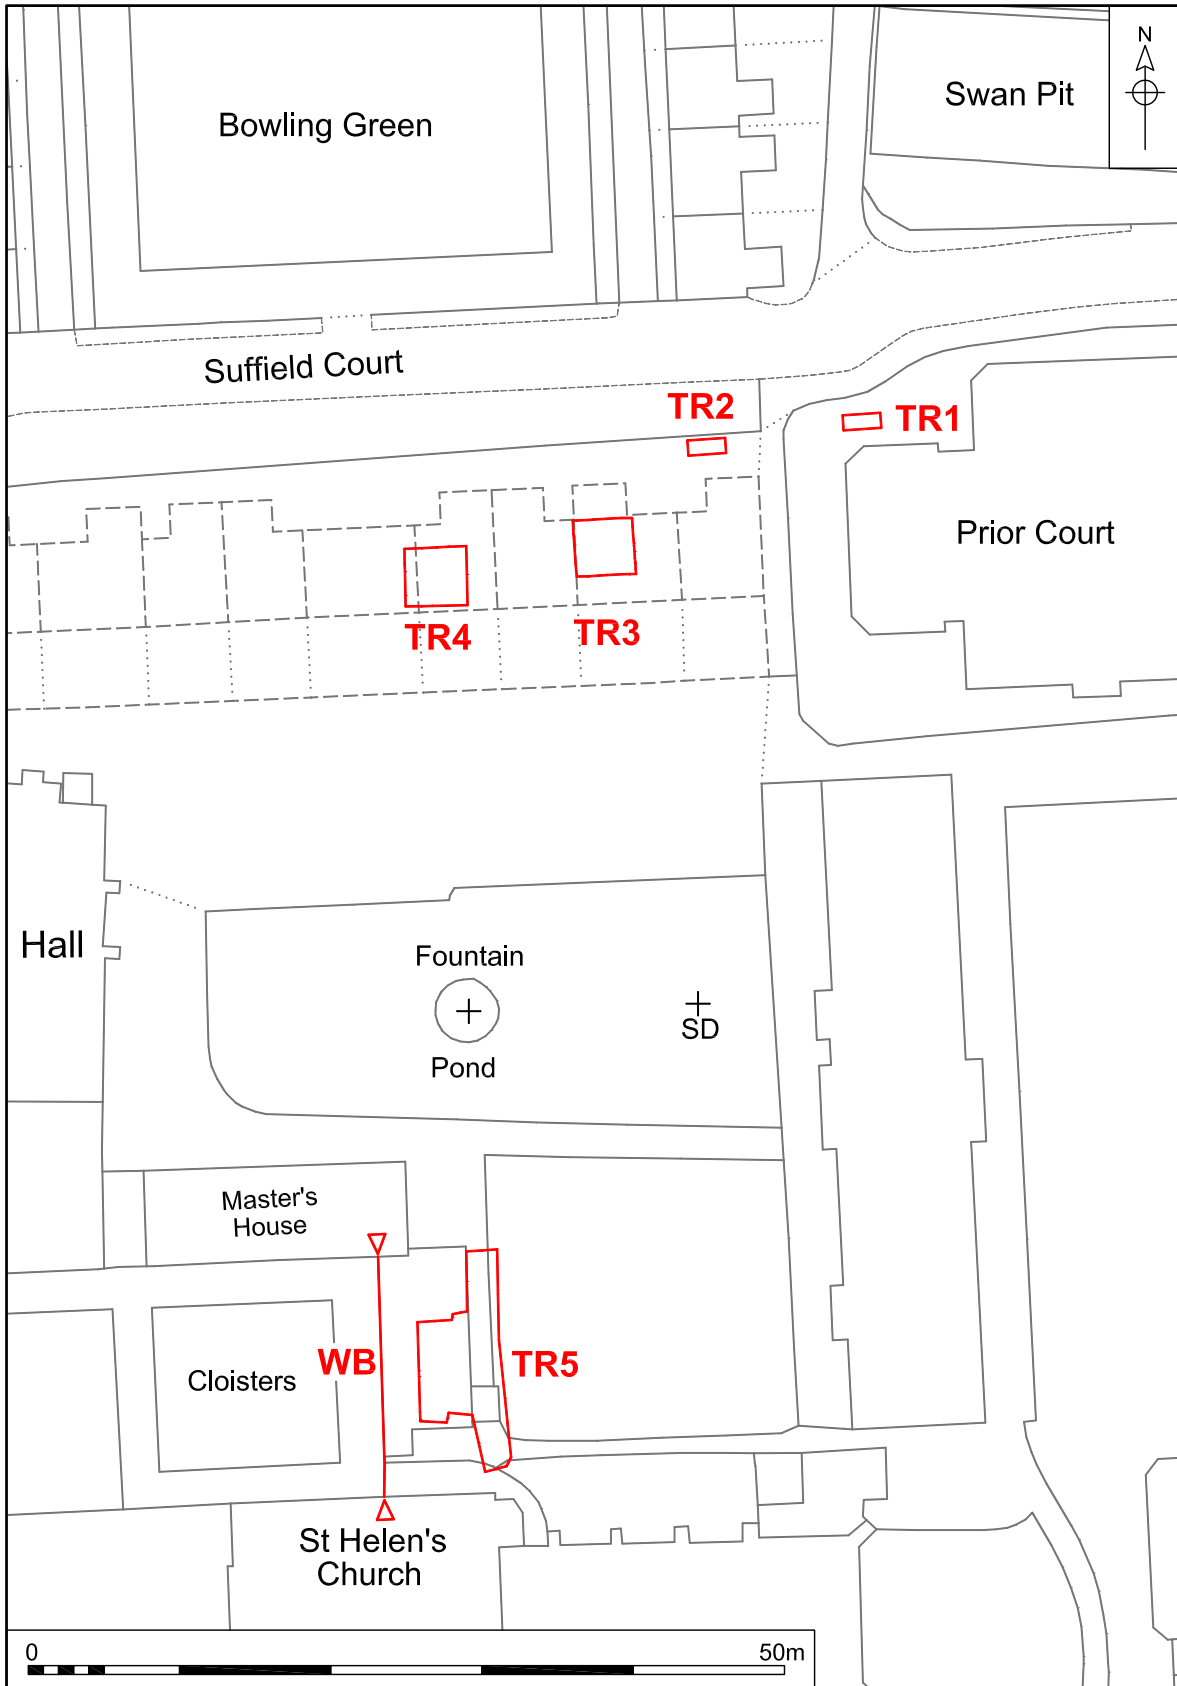 N
Swan Pit
Bowling Green
Suffield Court
TR2
TR1
Prior Court
TR4
TR3
Hall
Fountain
SD
Pond
Master's
House
WB
TR5
Cloisters
St Helen's
Church
0
50m